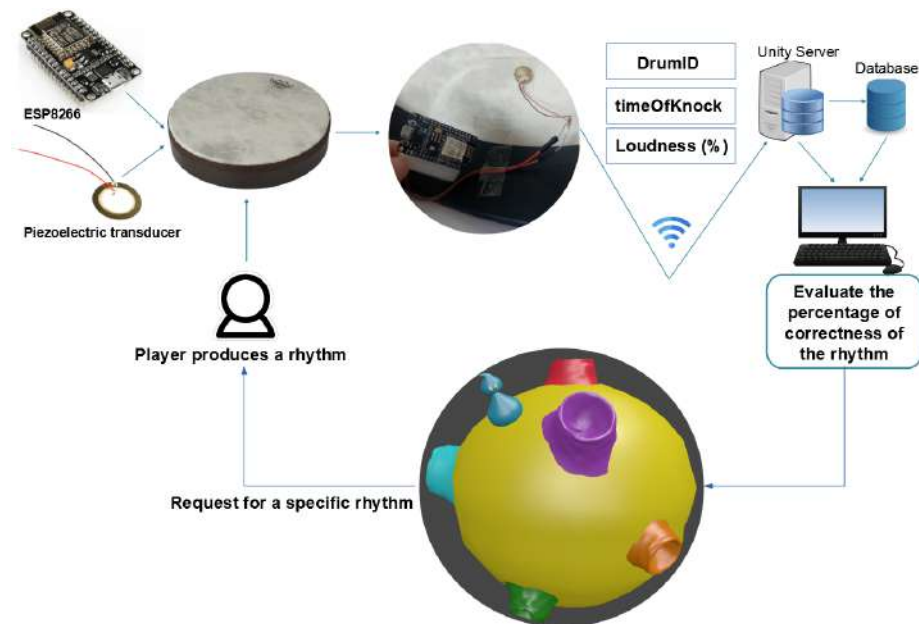 ESP8266
Piezoelectric transducer
DrumID
timeOfKnock
Loudness (%)
Unity Server
Database
Evaluate the
percentage of
correctness of
the rhythm
Player produces a rhythm
Request for a specific rhythm